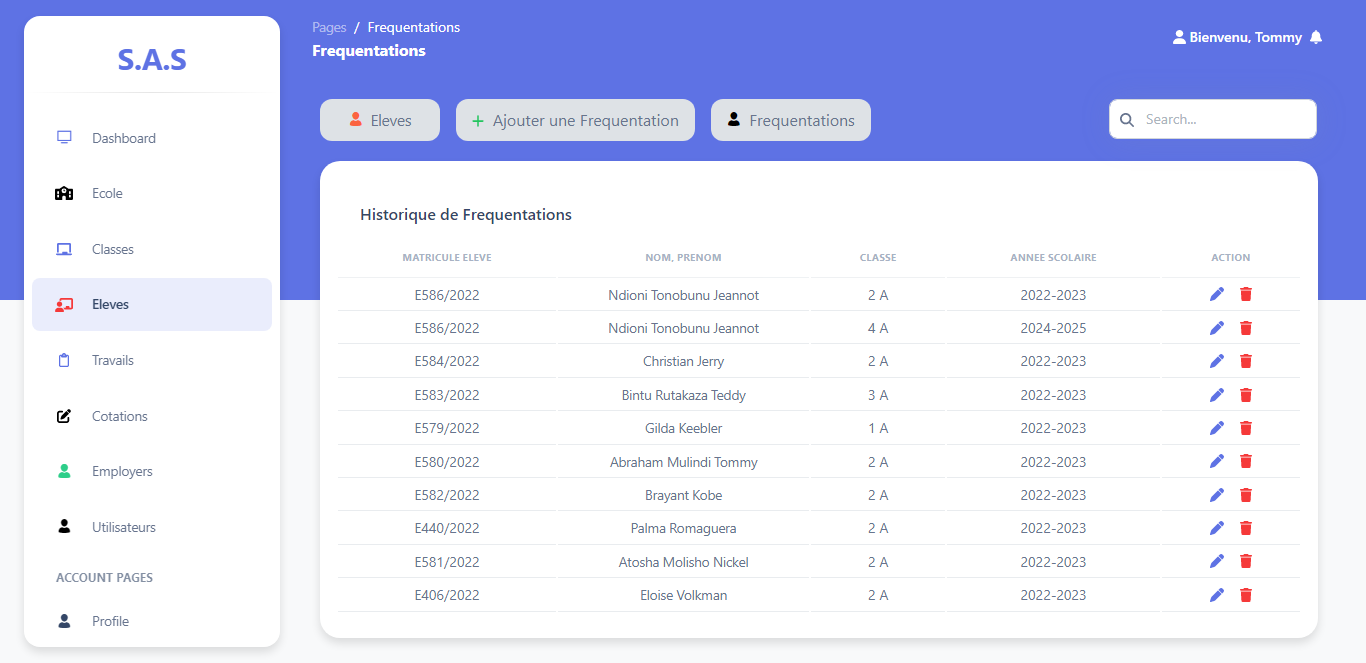 S.A.S
Dashboard
Ecole
Classes
Eleves
Travails
Cotations
Employers
Utilisateurs
ACCOUNT PAGES
Profile
Pages / Frequentations
Frequentations
Bienvenu, Tommy
Eleves
+ Ajouter une Frequentation
Frequentations
Search...
Historique de Frequentations
MATRICULE ELEVE NOM, PRENOM CLASSE ANNEE SCOLAIRE ACTION
E586/2022 Ndioni Tonobunu Jeannot 2 A 2022-2023
E586/2022 Ndioni Tonobunu Jeannot 4 A 2024-2025
E584/2022 Christian Jerry 2 A 2022-2023
E583/2022 Bintu Rutakaza Teddy 3 A 2022-2023
E579/2022 Gilda Keebler 1 A 2022-2023
E580/2022 Abraham Mulindi Tommy 2 A 2022-2023
E582/2022 Brayant Kobe 2 A 2022-2023
E440/2022 Palma Romaguera 2 A 2022-2023
E581/2022 Atosha Molisho Nickel 2 A 2022-2023
E406/2022 Eloise Volkman 2 A 2022-2023